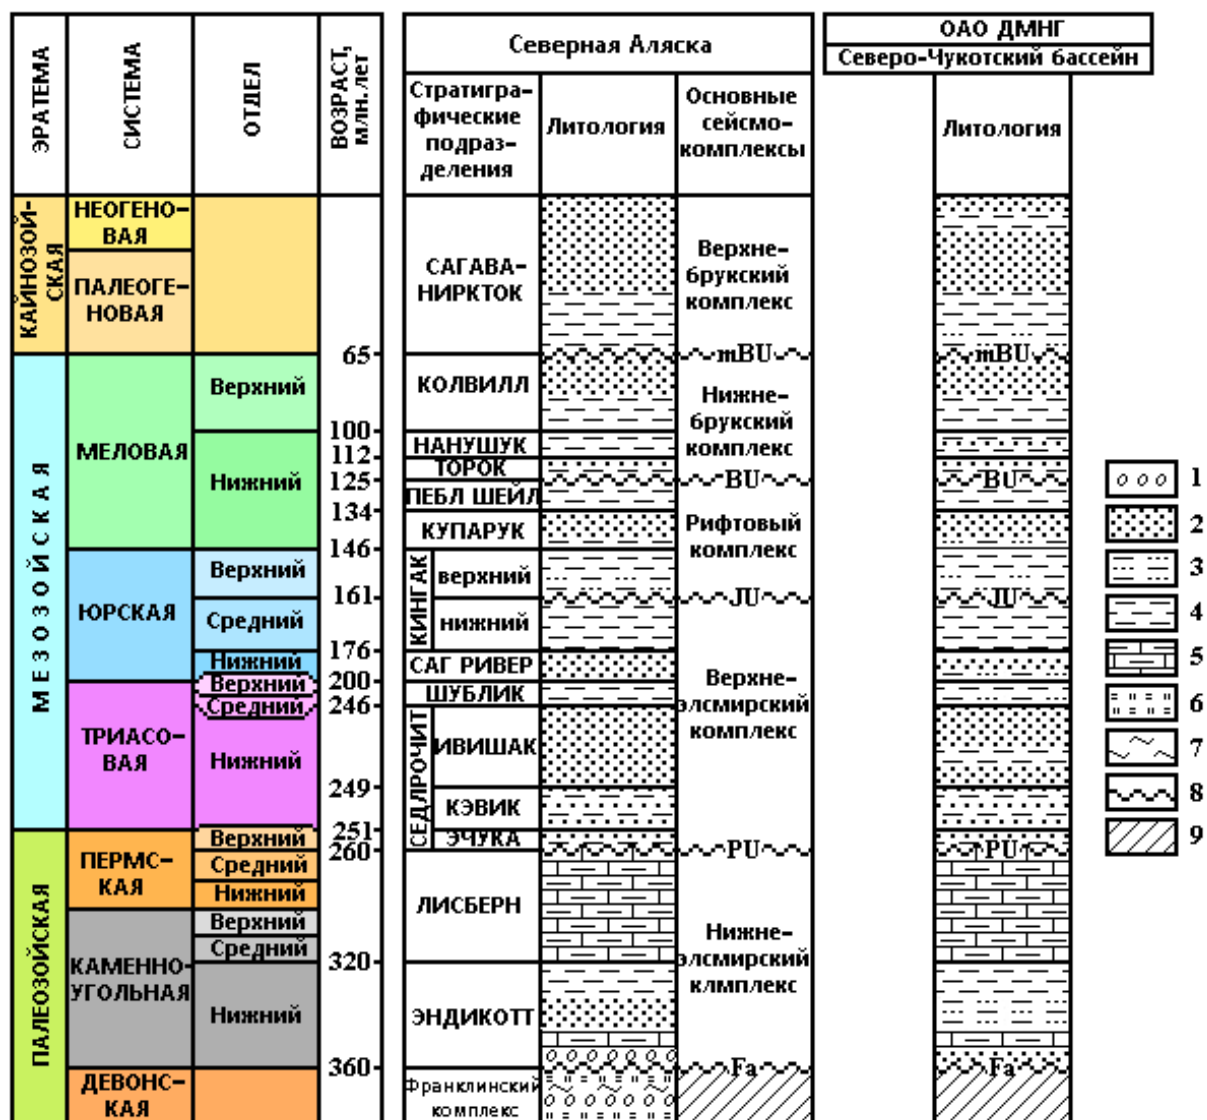 ЭРАТЕМА
СИСТЕМА
ОТДЕЛ
ВОЗРАСТ,
млн.лет
Северная Аляска
Стратигра-
фические
подраз-
деления
Литология
Основные
сейсмо-
комплексы
ОАО ДМНГ
Северо-Чукотский бассейн
Литология
КАЙНОЗОЙ-
СКАЯ
НЕОГЕНО-
ВАЯ
ПАЛЕОГЕ-
НОВАЯ
МЕЗОЗОЙСКАЯ
МЕЛОВАЯ
Верхний
Нижний
ЮРСКАЯ
Верхний
Средний
Нижний
ТРИАСО-
ВАЯ
Верхний
Средний
Нижний
ПАЛЕОЗОЙСКАЯ
ПЕРМС-
КАЯ
Верхний
Средний
Нижний
КАМЕННО-
УГОЛЬНАЯ
Верхний
Средний
Нижний
ДЕВОНС-
КАЯ
65
100
112
125
134
146
161
176
200
246
249
251
260
320
360
САГАВА-
НИРКТОК
КОЛВИЛЛ
НАНУШУК
ТОРОК
ПЕБЛ ШЕЙЛ
КУПАРУК
КИНГАК
верхний
нижний
САГ РИВЕР
ШУБЛИК
СЕДЛРОЧИТ
ИВИШАК
КЭВИК
ЭЧУКА
ЛИСБЕРН
ЭНДИКОТТ
Франклинский
комплекс
Верхне-
брукский
комплекс
mBU
Нижне-
брукский
комплекс
BU
Рифтовый
комплекс
JU
Верхне-
элсмирский
комплекс
PU
Нижне-
элсмирский
клмплекс
Fa
mBU
BU
JU
PU
Fa
1
2
3
4
5
6
7
8
9